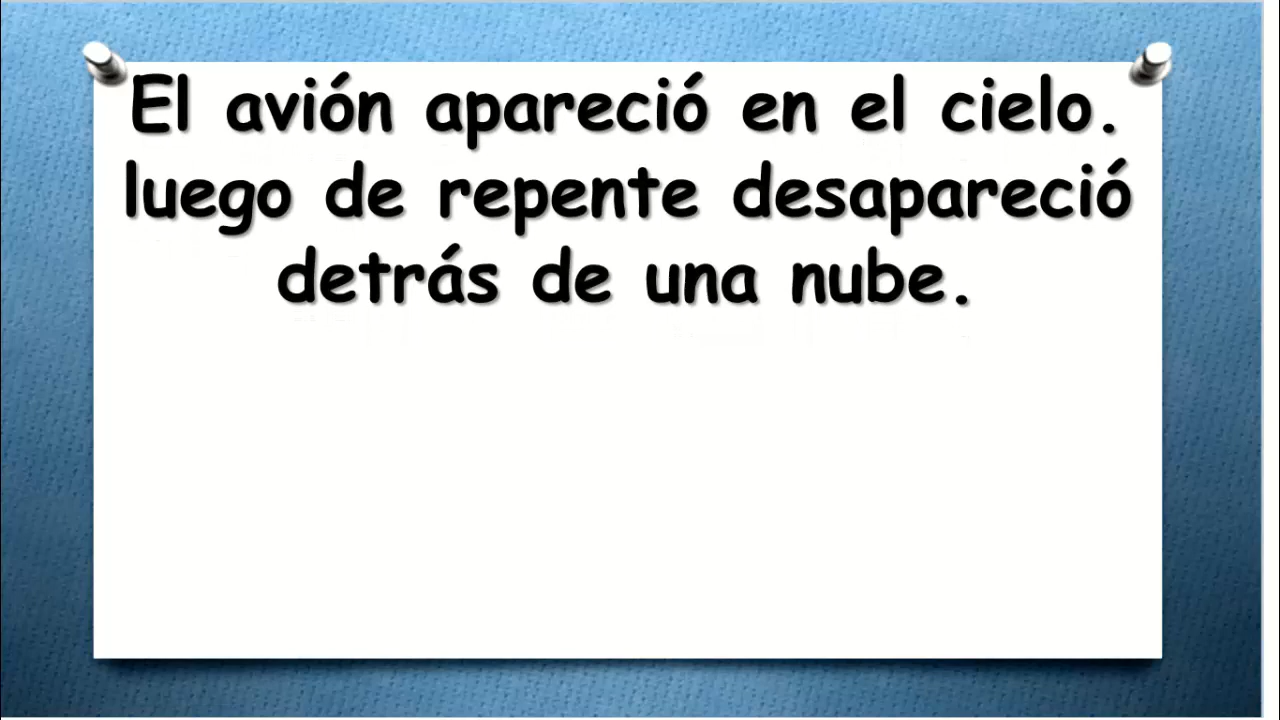 El avión apareció en el cielo.
luego de repente desapareció
detrás de una nube.